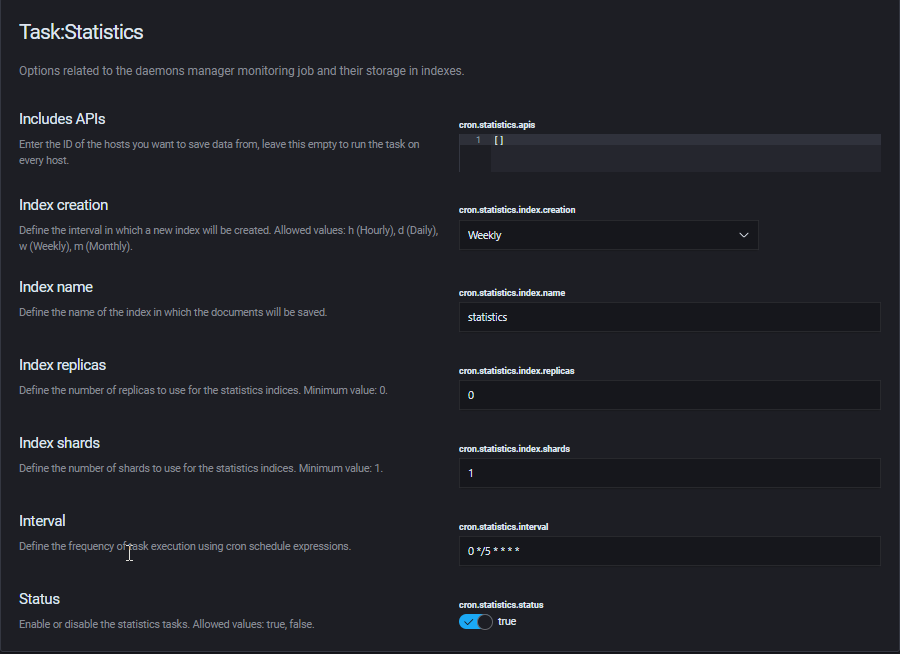 Task:Statistics
Options related to the daemons manager monitoring job and their storage in indexes.
Includes APIs
Enter the ID of the hosts you want to save data from, leave this empty to run the task on
every host.
cron.statistics.apis
1 []
Index creation
Define the interval in which a new index will be created. Allowed values: h (Hourly), d (Daily),
w (Weekly), m (Monthly).
cron.statistics.index.creation
Weekly
Index name
Define the name of the index in which the documents will be saved.
cron.statistics.index.name
statistics
Index replicas
Define the number of replicas to use for the statistics indices. Minimum value: 0.
cron.statistics.index.replicas
0
Index shards
Define the number of shards to use for the statistics indices. Minimum value: 1.
cron.statistics.index.shards
1
Interval
Define the frequency of task execution using cron schedule expressions.
cron.statistics.interval
0 */5 * * * *
Status
Enable or disable the statistics tasks. Allowed values: true, false.
cron.statistics.status
true